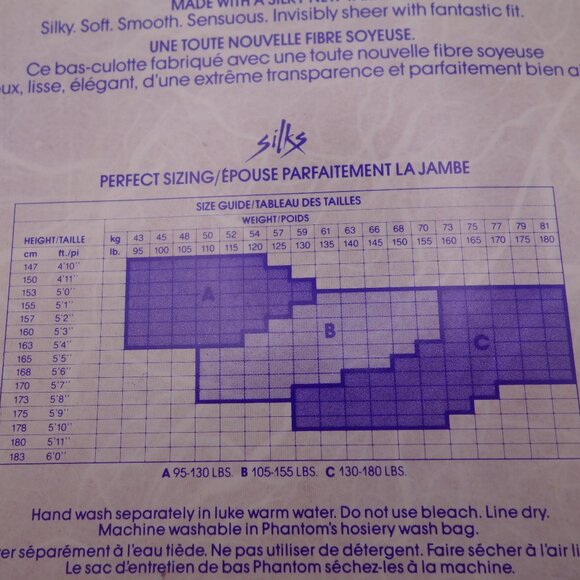 MADE WITH A SILKY NEW
Silky. Soft. Smooth. Sensuous. Invisibly sheer with fantastic fit.
UNE TOUTE NOUVELLE FIBRE SOYEUSE.
Ce bas-culotte fabriqué avec une toute nouvelle fibre soyeuse
lisse, élégant, d'une extrême transparence et parfaitement bien
silks
PERFECT SIZING/ÉPOUSE PARFAITEMENT LA JAMBE
SIZE GUIDE/TABLEAU DES TAILLES
WEIGHT/POIDS
HEIGHT/TAILLE kg 43 45 48 50 52 54 57 59 61 63 66 68 70 73 75 77 79 81
cm ft./pi lb. 95 100 105 110 115 120 125 130 135 140 145 150 155 160 165 170 175 180
147 4'10"
150 4'11"
153 5'0"
155 5'1"
157 5'2"
160 5'3"
163 5'4"
165 5'5"
168 5'6"
170 5'7"
173 5'8"
175 5'9"
178 5'10"
180 5'11"
183 6'0"
A
B
C
A 95-130 LBS. B 105-155 LBS. C 130-180 LBS.
Hand wash separately in luke warm water. Do not use bleach. Line dry.
Machine washable in Phantom's hosiery wash bag.
séparément à l'eau tiède. Ne pas utiliser de détergent. Faire sécher à l'air
Le sac d'entretien de bas Phantom séchez-les à la machine.